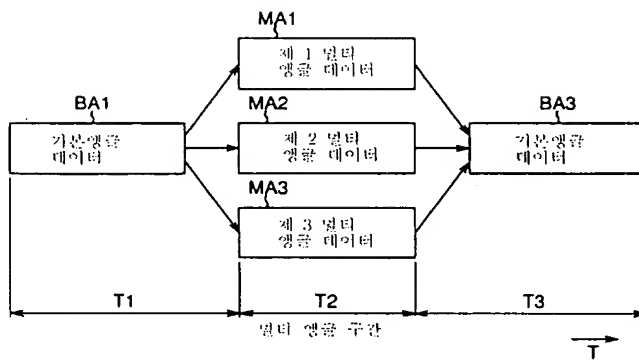 MA1
제 1 멀티
앵글 데이터
BA1
기본앵글
데이터
MA2
제 2 멀티
앵글 데이터
BA3
기본앵글
데이터
MA3
제 3 멀티
앵글 데이터
T1
T2
T3
멀티 앵글 구간
T